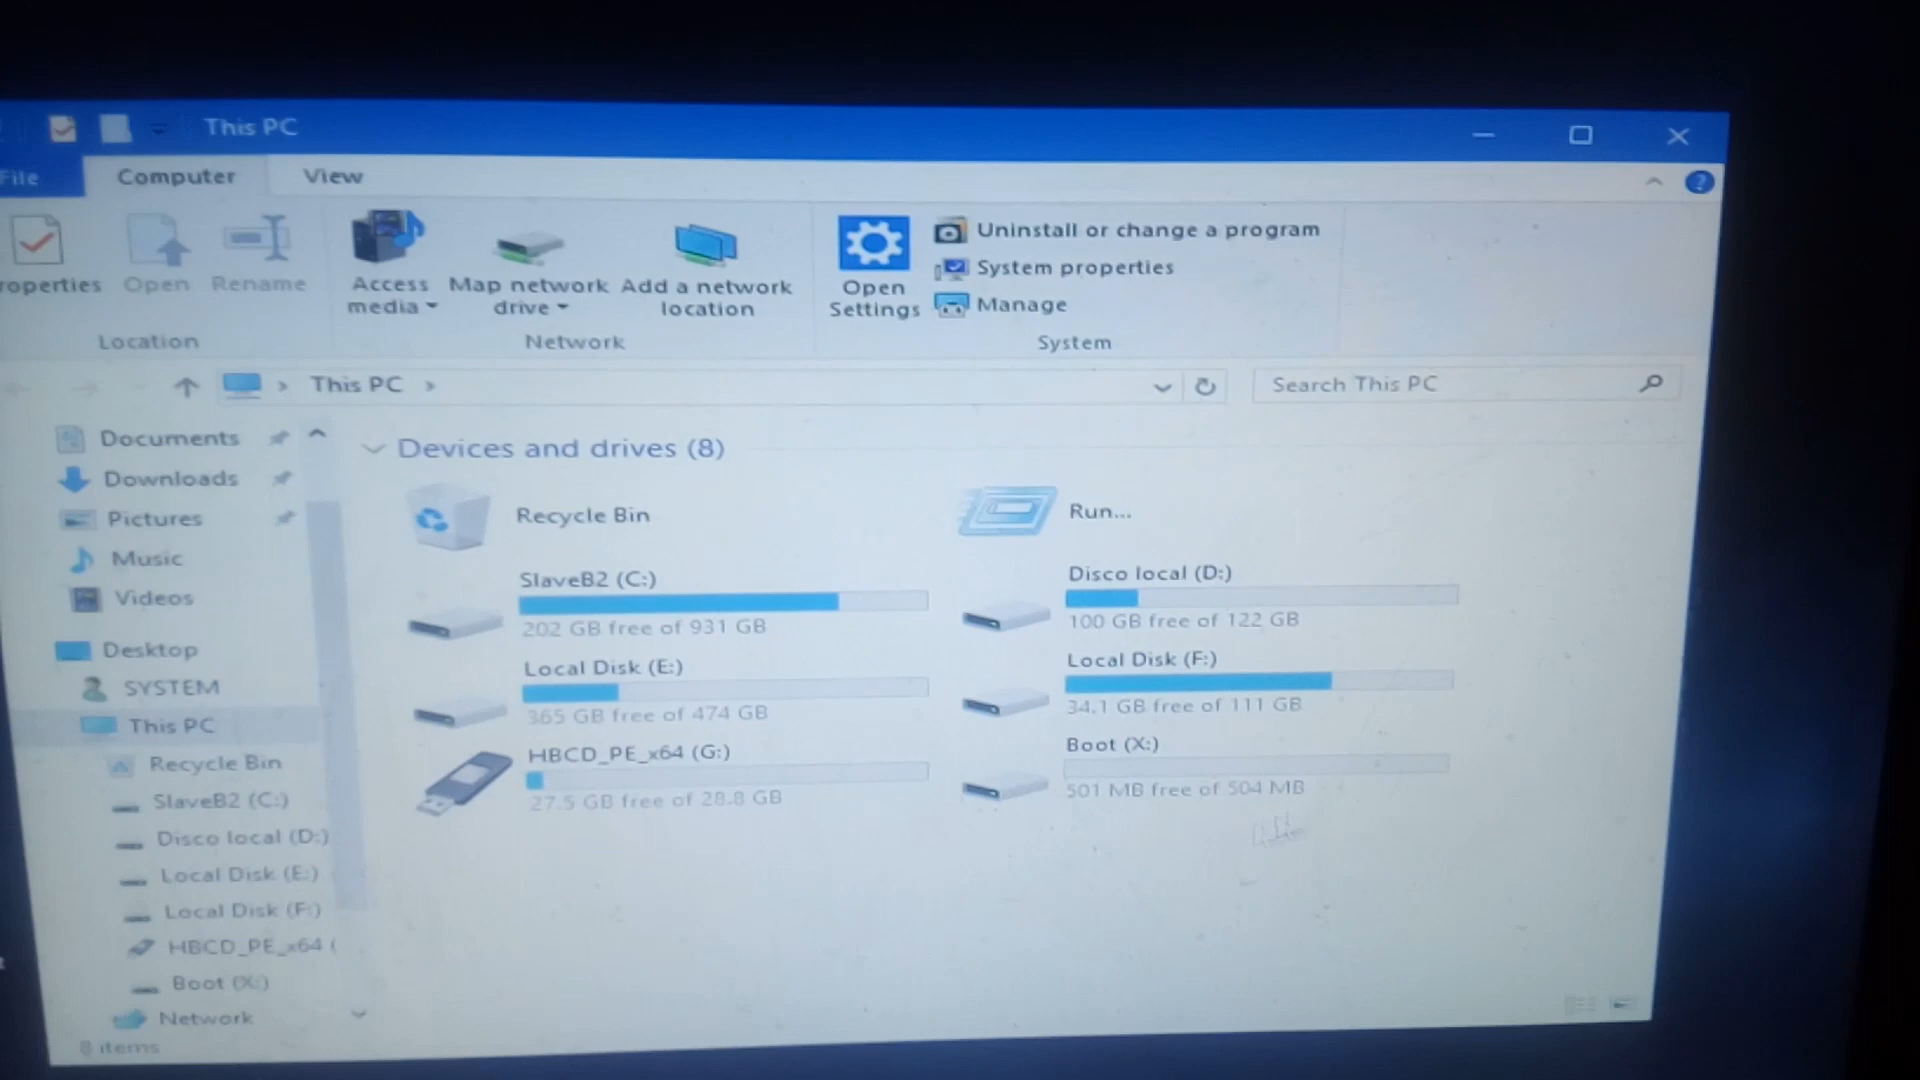 This PC
File
Computer
View
roperties
Open
Rename
Access media
Map network drive
Add a network location
Open Settings
Uninstall or change a program
System properties
Manage
Location
Network
System
This PC
Search This PC
Documents
Downloads
Pictures
Music
Videos
Desktop
SYSTEM
This PC
Recycle Bin
SlaveB2 (C:)
Disco local (D:)
Local Disk (E:)
Local Disk (F:)
HBCD_PE_x64 (
Boot (X:)
Network
Devices and drives (8)
Recycle Bin
Run...
SlaveB2 (C:)
202 GB free of 931 GB
Disco local (D:)
100 GB free of 122 GB
Local Disk (E:)
365 GB free of 474 GB
Local Disk (F:)
34.1 GB free of 111 GB
HBCD_PE_x64 (G:)
27.5 GB free of 28.8 GB
Boot (X:)
501 MB free of 504 MB
8 items